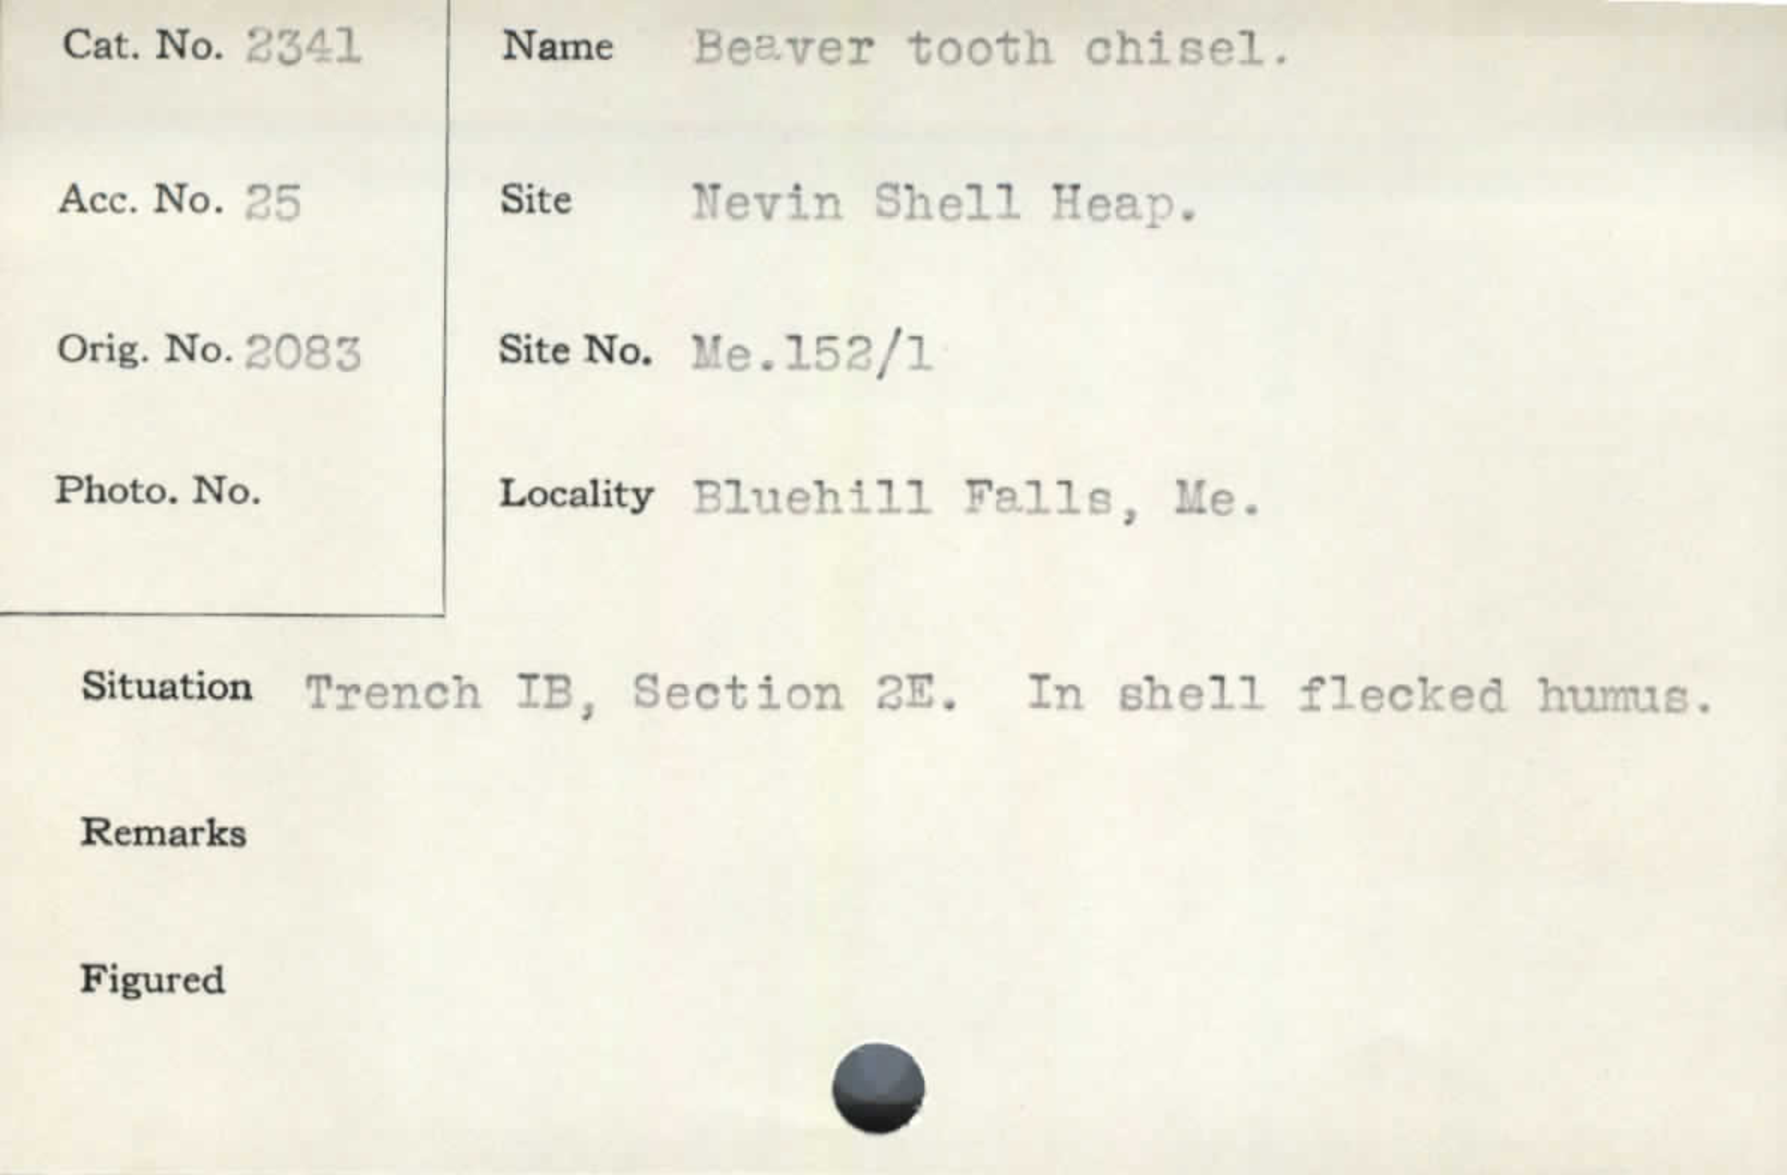 Cat. No. 2341
Name Beaver tooth chisel.
Acc. No. 25
Site Nevin Shell Heap.
Orig. No. 2083
Site No. Me.152/1
Photo. No.
Locality Bluehill Falls, Me.
Situation Trench IB, Section 2E. In shell flecked humus.
Remarks
Figured